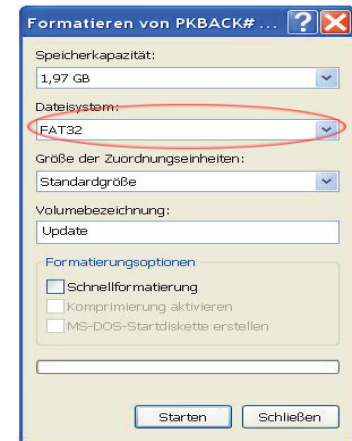 Formatieren von PKBACK# ...
Speicherkapazität:
1,97 GB
Dateisystem:
FAT32
Größe der Zuordnungseinheiten:
Standardgröße
Volumebezeichnung:
Update
Formatierungsoptionen
Schnellformatierung
Komprimierung aktivieren
MS-DOS-Startdiskette erstellen
Starten Schließen